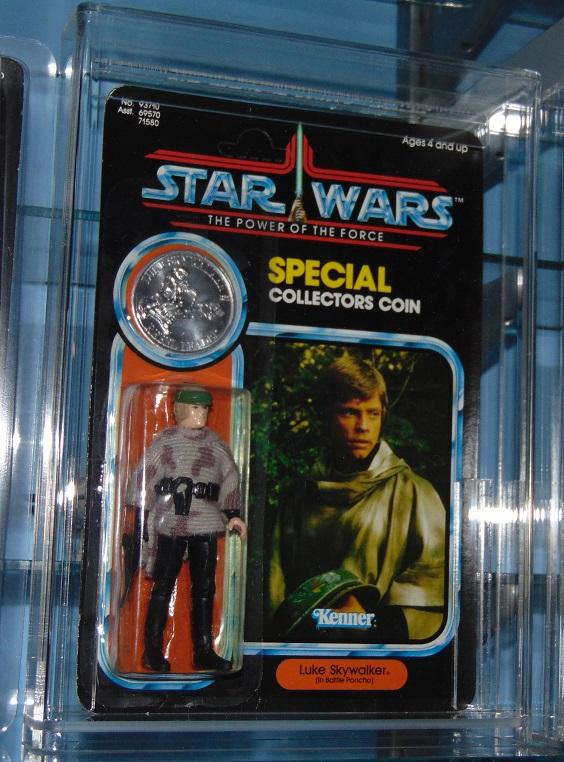 No. 93710
Asst. 69570
71580
Ages 4 and up
STAR WARS™
THE POWER OF THE FORCE
SPECIAL
COLLECTORS COIN
Kenner
Luke Skywalker®
(In Battle Poncho)